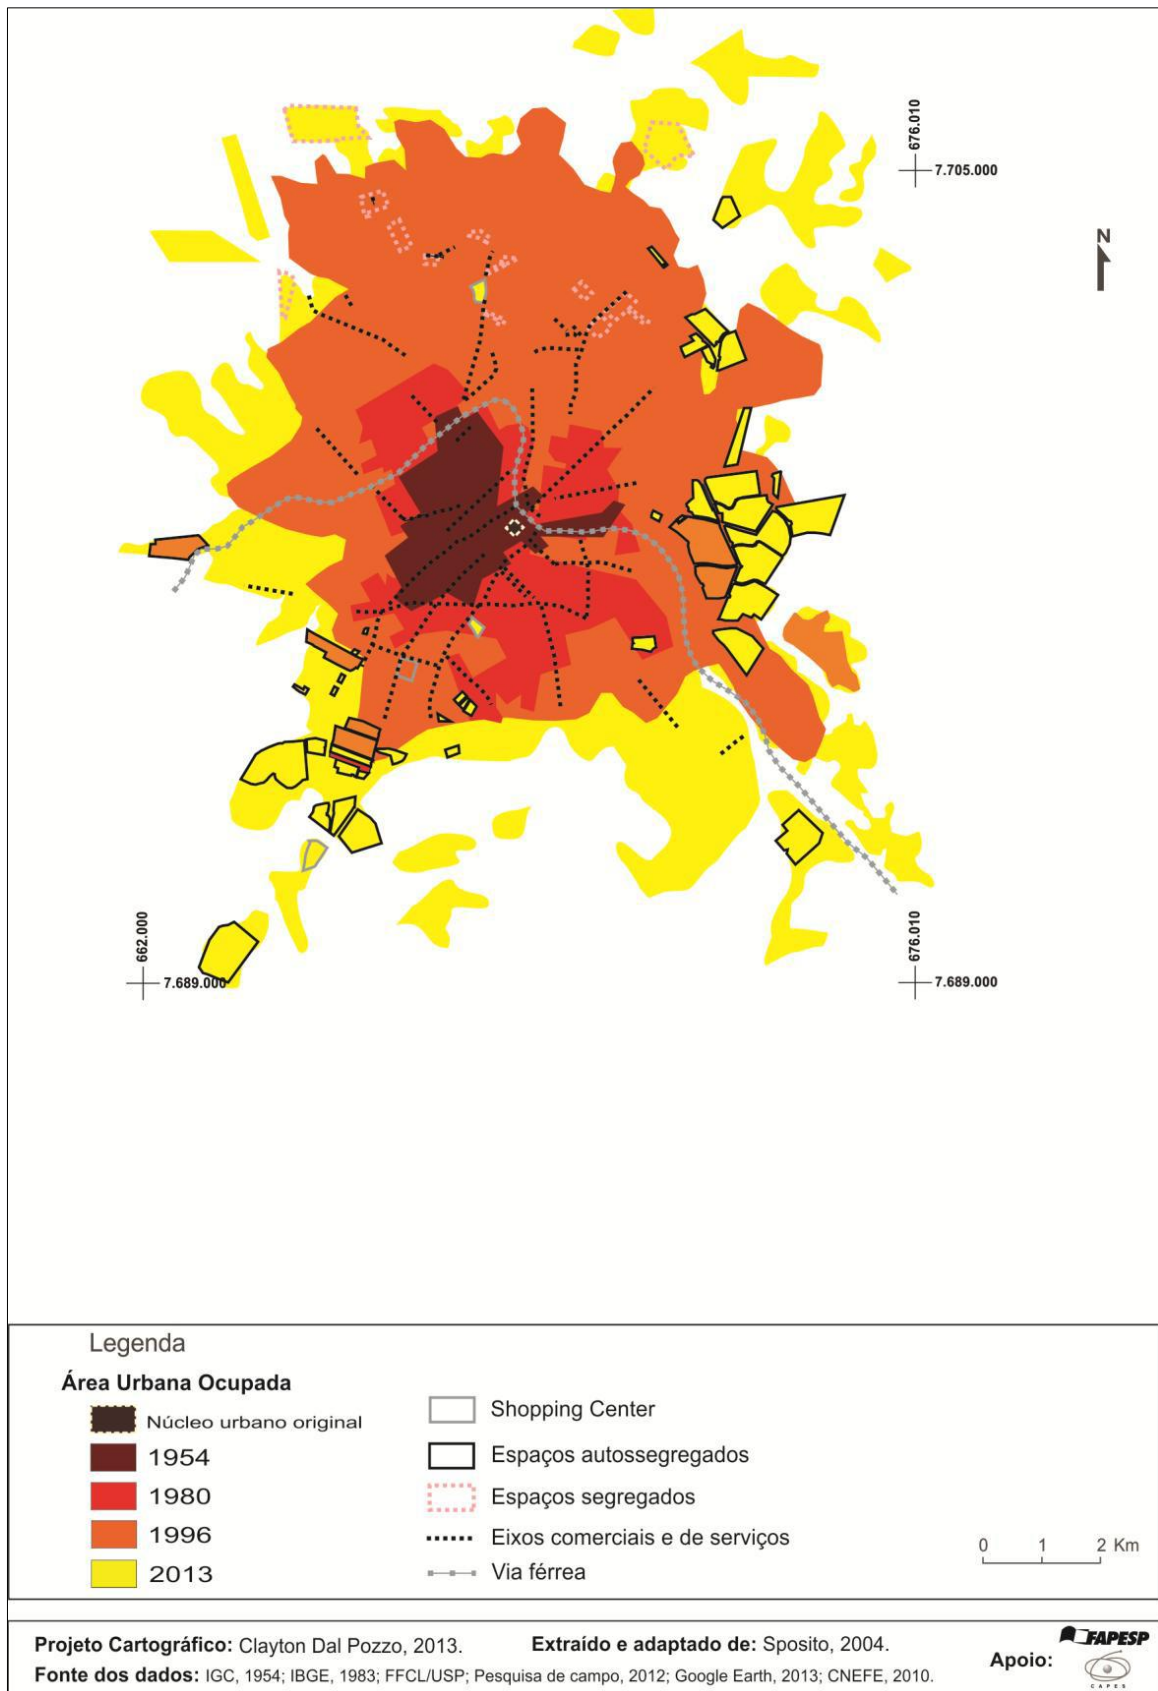 676.010
7.705.000
N
662.000
7.689.000
676.010
7.689.000
Legenda
Área Urbana Ocupada
Núcleo urbano original
1954
1980
1996
2013
Shopping Center
Espaços autossegregados
Espaços segregados
Eixos comerciais e de serviços
Via férrea
0 1 2 Km
Projeto Cartográfico: Clayton Dal Pozzo, 2013. Extraído e adaptado de: Sposito, 2004.
Fonte dos dados: IGC, 1954; IBGE, 1983; FFCL/USP; Pesquisa de campo, 2012; Google Earth, 2013; CNEFE, 2010.
Apoio:
FAPESP
CAPES